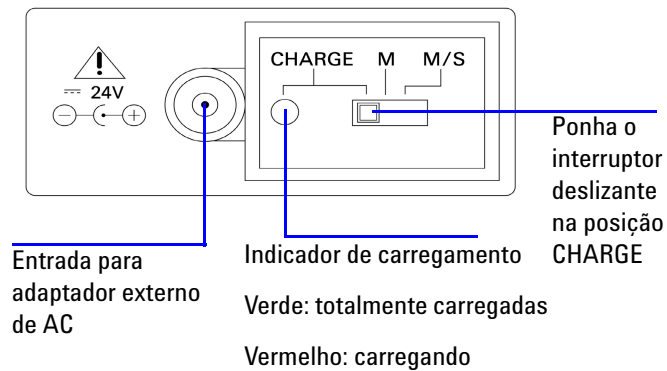 CHARGE M M/S
24V
Ponha o
interruptor
deslizante
na posição
CHARGE
Entrada para
adaptador externo
de AC
Indicador de carregamento
Verde: totalmente carregadas
Vermelho: carregando